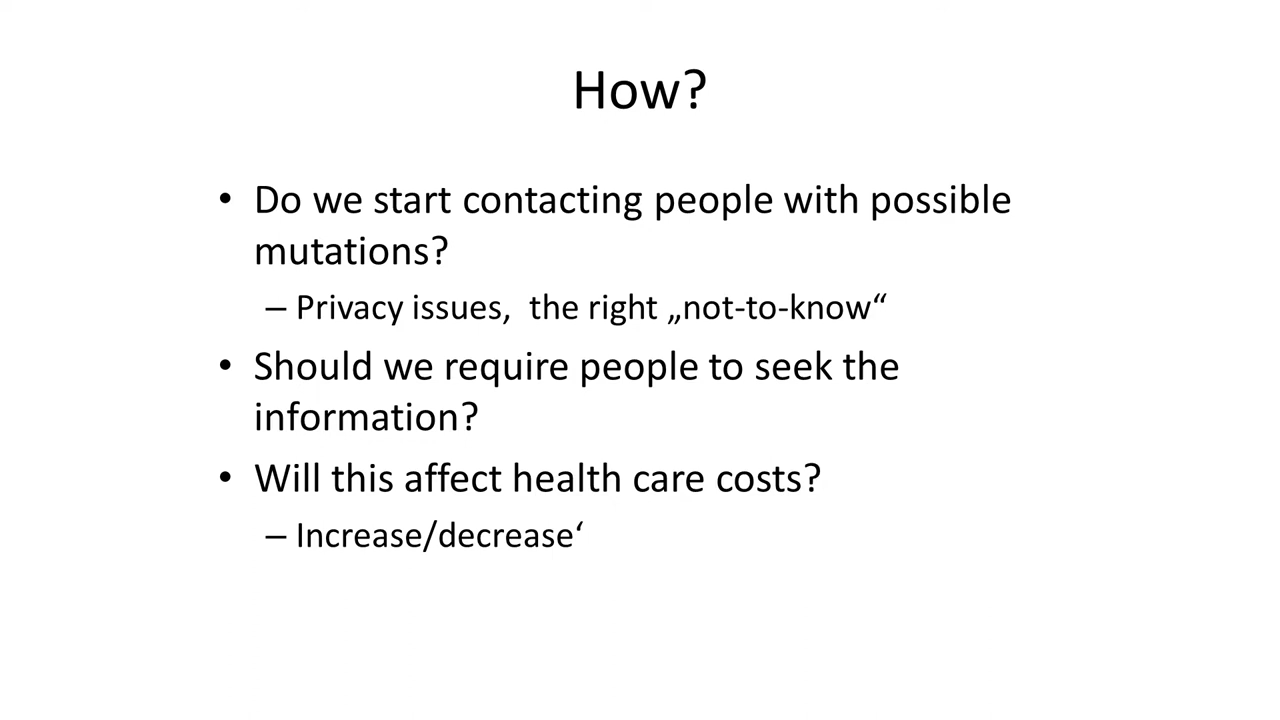 How?
• Do we start contacting people with possible
mutations?
– Privacy issues,  the right „not-to-know“
• Should we require people to seek the
information?
• Will this affect health care costs?
– Increase/decrease‘